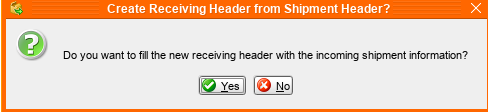 Create Receiving Header from Shipment Header?
Do you want to fill the new receiving header with the incoming shipment information?
Yes No